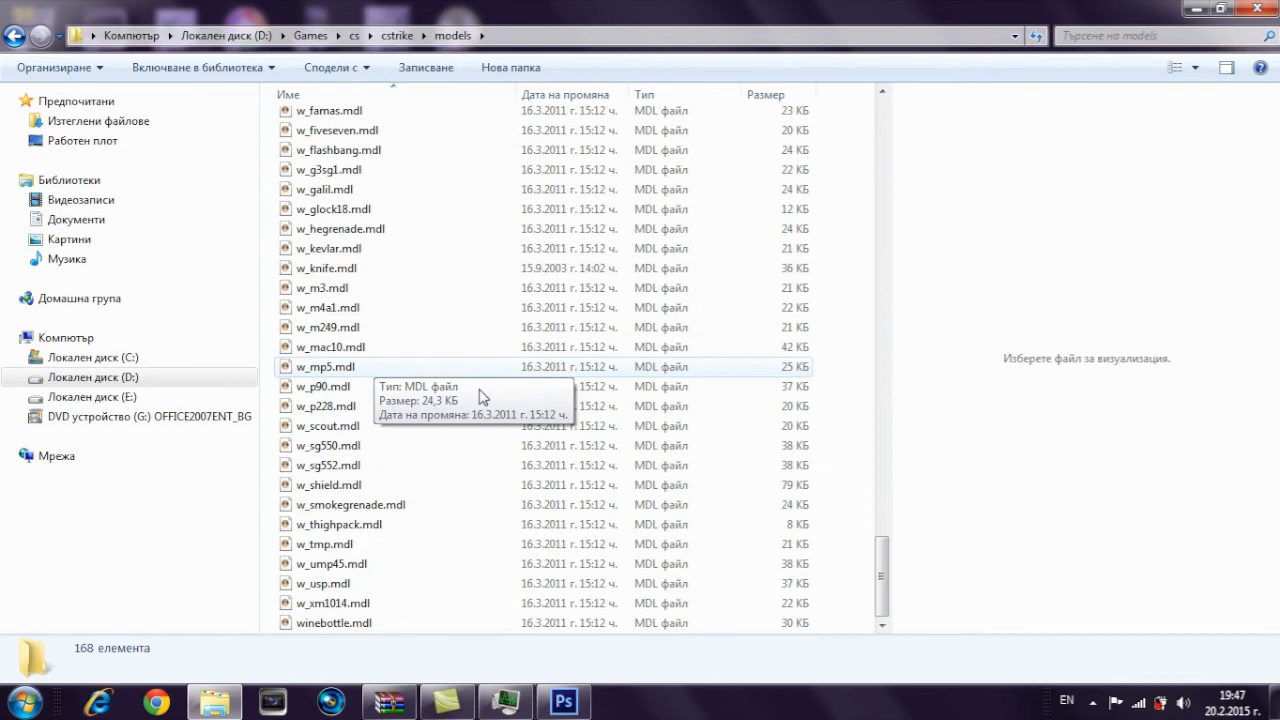 Компютър ▸ Локален диск (D:) ▸ Games ▸ cs ▸ cstrike ▸ models ▸
Търсене на models
Организиране Включване в библиотека Сподели с Записване Нова папка
Предпочитани
Изтеглени файлове
Работен плот
Библиотеки
Видеозаписи
Документи
Картини
Музика
Домашна група
Компютър
Локален диск (C:)
Локален диск (D:)
Локален диск (E:)
DVD устройство (G:) OFFICE2007ENT_BG
Мрежа
Име Дата на промяна Тип Размер
w_famas.mdl 16.3.2011 г. 15:12 ч. MDL файл 23 КБ
w_fiveseven.mdl 16.3.2011 г. 15:12 ч. MDL файл 20 КБ
w_flashbang.mdl 16.3.2011 г. 15:12 ч. MDL файл 24 КБ
w_g3sg1.mdl 16.3.2011 г. 15:12 ч. MDL файл 22 КБ
w_galil.mdl 16.3.2011 г. 15:12 ч. MDL файл 24 КБ
w_glock18.mdl 16.3.2011 г. 15:12 ч. MDL файл 12 КБ
w_hegrenade.mdl 16.3.2011 г. 15:12 ч. MDL файл 24 КБ
w_kevlar.mdl 16.3.2011 г. 15:12 ч. MDL файл 21 КБ
w_knife.mdl 15.9.2003 г. 14:02 ч. MDL файл 36 КБ
w_m3.mdl 16.3.2011 г. 15:12 ч. MDL файл 21 КБ
w_m4a1.mdl 16.3.2011 г. 15:12 ч. MDL файл 22 КБ
w_m249.mdl 16.3.2011 г. 15:12 ч. MDL файл 21 КБ
w_mac10.mdl 16.3.2011 г. 15:12 ч. MDL файл 42 КБ
w_mp5.mdl 16.3.2011 г. 15:12 ч. MDL файл 25 КБ
w_p90.mdl 15:12 ч. MDL файл 37 КБ
w_p228.mdl 15:12 ч. MDL файл 20 КБ
w_scout.mdl 16.3.2011 г. 15:12 ч. MDL файл 20 КБ
w_sg550.mdl 16.3.2011 г. 15:12 ч. MDL файл 38 КБ
w_sg552.mdl 16.3.2011 г. 15:12 ч. MDL файл 38 КБ
w_shield.mdl 16.3.2011 г. 15:12 ч. MDL файл 79 КБ
w_smokegrenade.mdl 16.3.2011 г. 15:12 ч. MDL файл 24 КБ
w_thighpack.mdl 16.3.2011 г. 15:12 ч. MDL файл 8 КБ
w_tmp.mdl 16.3.2011 г. 15:12 ч. MDL файл 21 КБ
w_ump45.mdl 16.3.2011 г. 15:12 ч. MDL файл 38 КБ
w_usp.mdl 16.3.2011 г. 15:12 ч. MDL файл 37 КБ
w_xm1014.mdl 16.3.2011 г. 15:12 ч. MDL файл 22 КБ
winebottle.mdl 16.3.2011 г. 15:12 ч. MDL файл 30 КБ
Тип: MDL файл
Размер: 24,3 КБ
Дата на промяна: 16.3.2011 г. 15:12 ч.
Изберете файл за визуализация.
168 елемента
Ps
EN
19:47
20.2.2015 г.